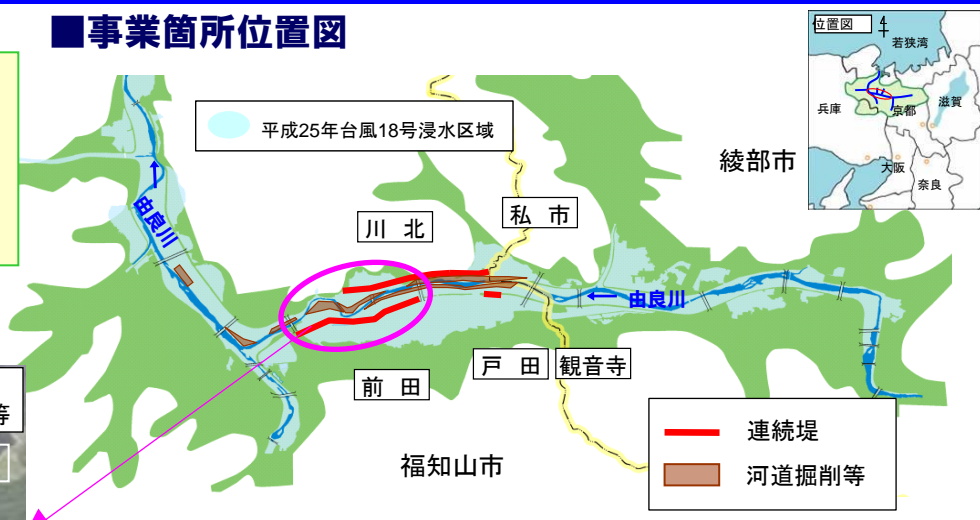 ■事業箇所位置図
位置図
若狭湾
兵庫
京都
滋賀
大阪
奈良
平成25年台風18号浸水区域
綾部市
由良川
川 北
私 市
由良川
前 田
戸 田
観音寺
福知山市
連続堤
河道掘削等
等